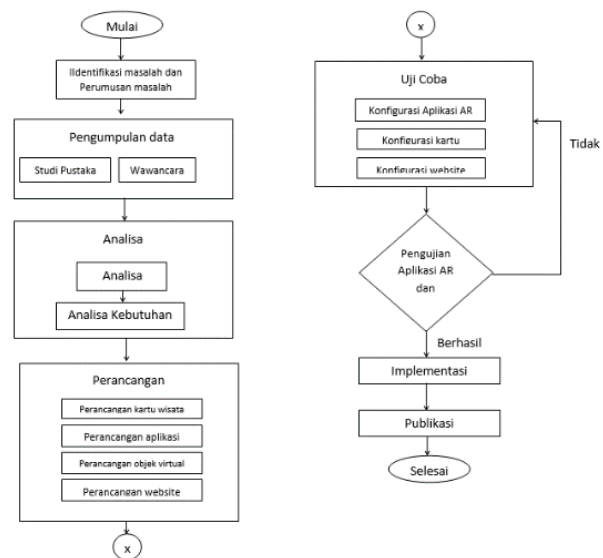 Mulai
IIdentifikasi masalah dan
Perumusan masalah
Pengumpulan data
Studi Pustaka
Wawancara
Analisa
Analisa
Analisa Kebutuhan
Perancangan
Perancangan kartu wisata
Perancangan aplikasi
Perancangan objek virtual
Perancangan website
x
x
Uji Coba
Konfigurasi Aplikasi AR
Konfigurasi kartu
Konfigurasi website
Tidak
Pengujian
Aplikasi AR
dan
Berhasil
Implementasi
Publikasi
Selesai